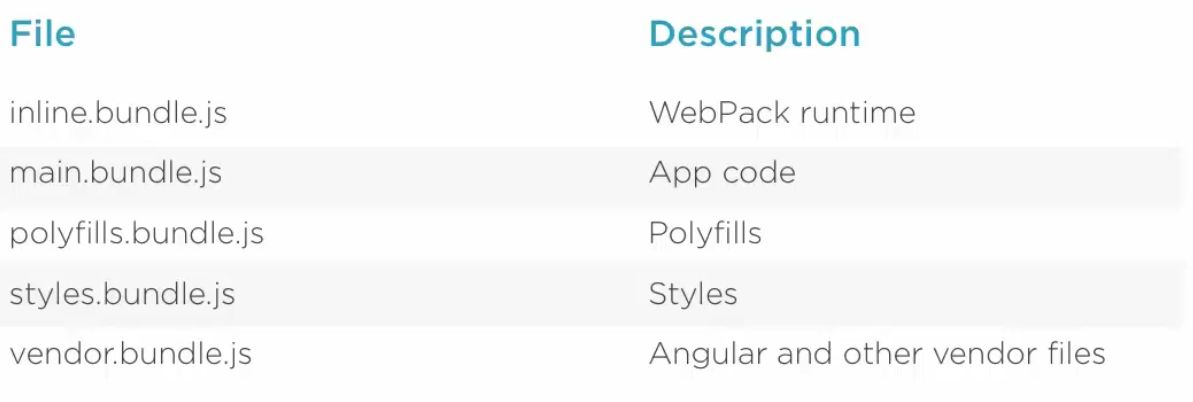 File Description
inline.bundle.js WebPack runtime
main.bundle.js App code
polyfills.bundle.js Polyfills
styles.bundle.js Styles
vendor.bundle.js Angular and other vendor files